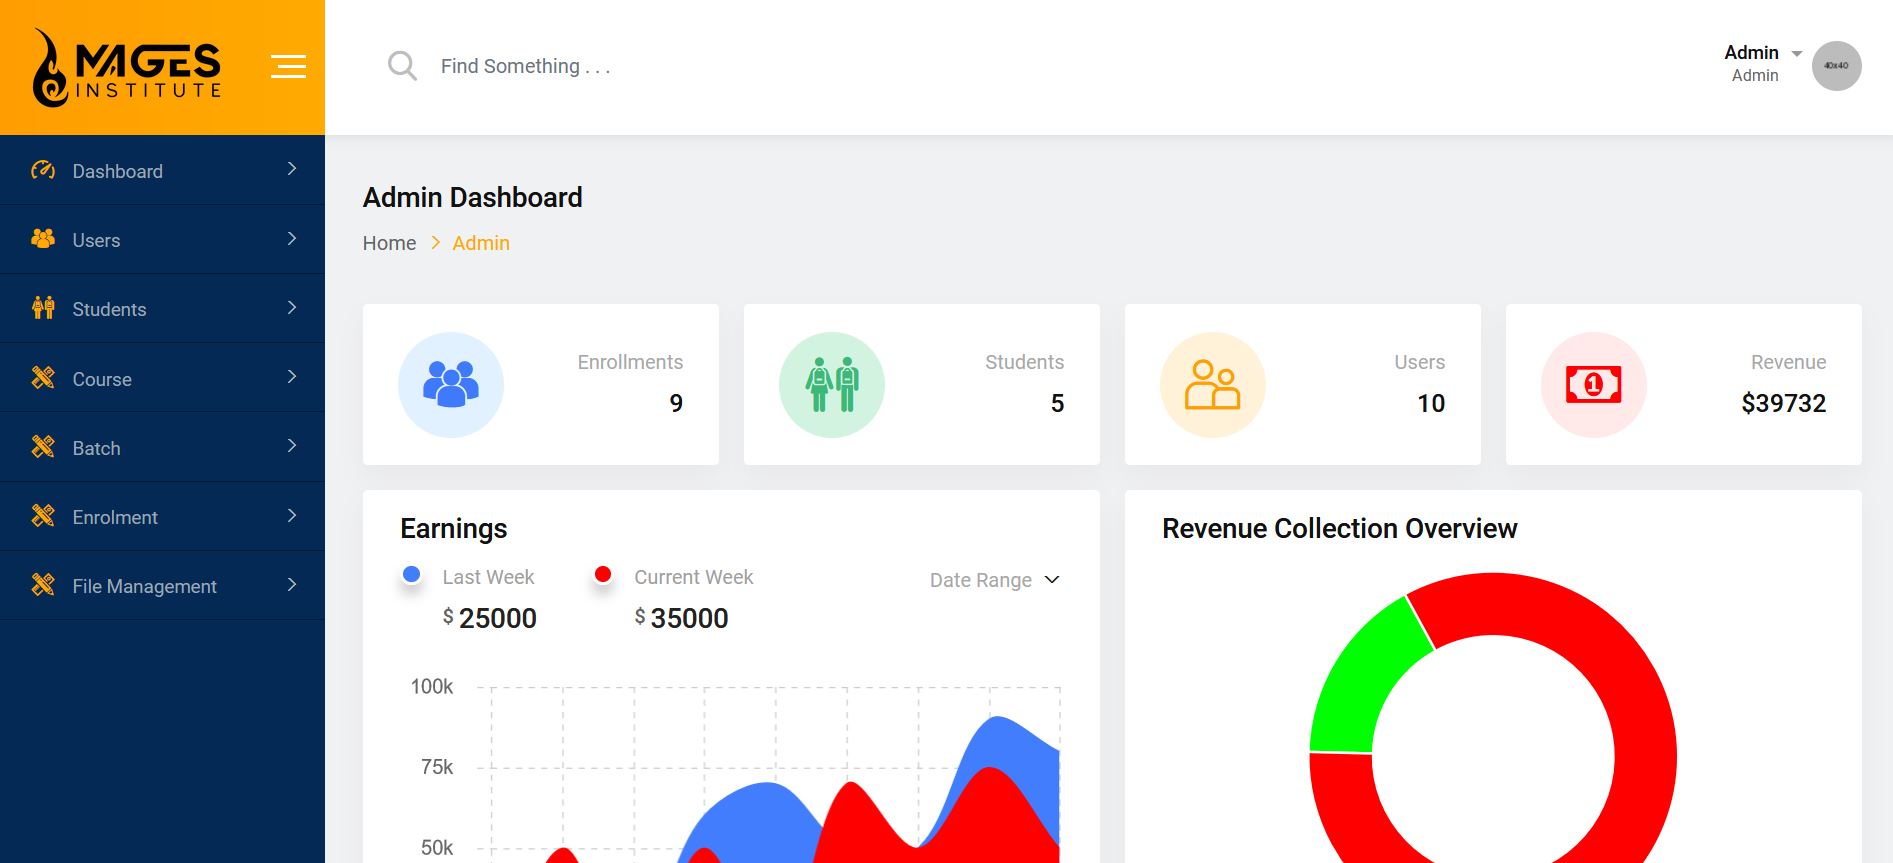 MAGES
INSTITUTE
Find Something . . .
Admin
Admin
40x40
Dashboard
Users
Students
Course
Batch
Enrolment
File Management
Admin Dashboard
Home > Admin
Enrollments
9
Students
5
Users
10
Revenue
$39732
1
Earnings
Last Week
$ 25000
Current Week
$ 35000
Date Range
100k
75k
50k
Revenue Collection Overview